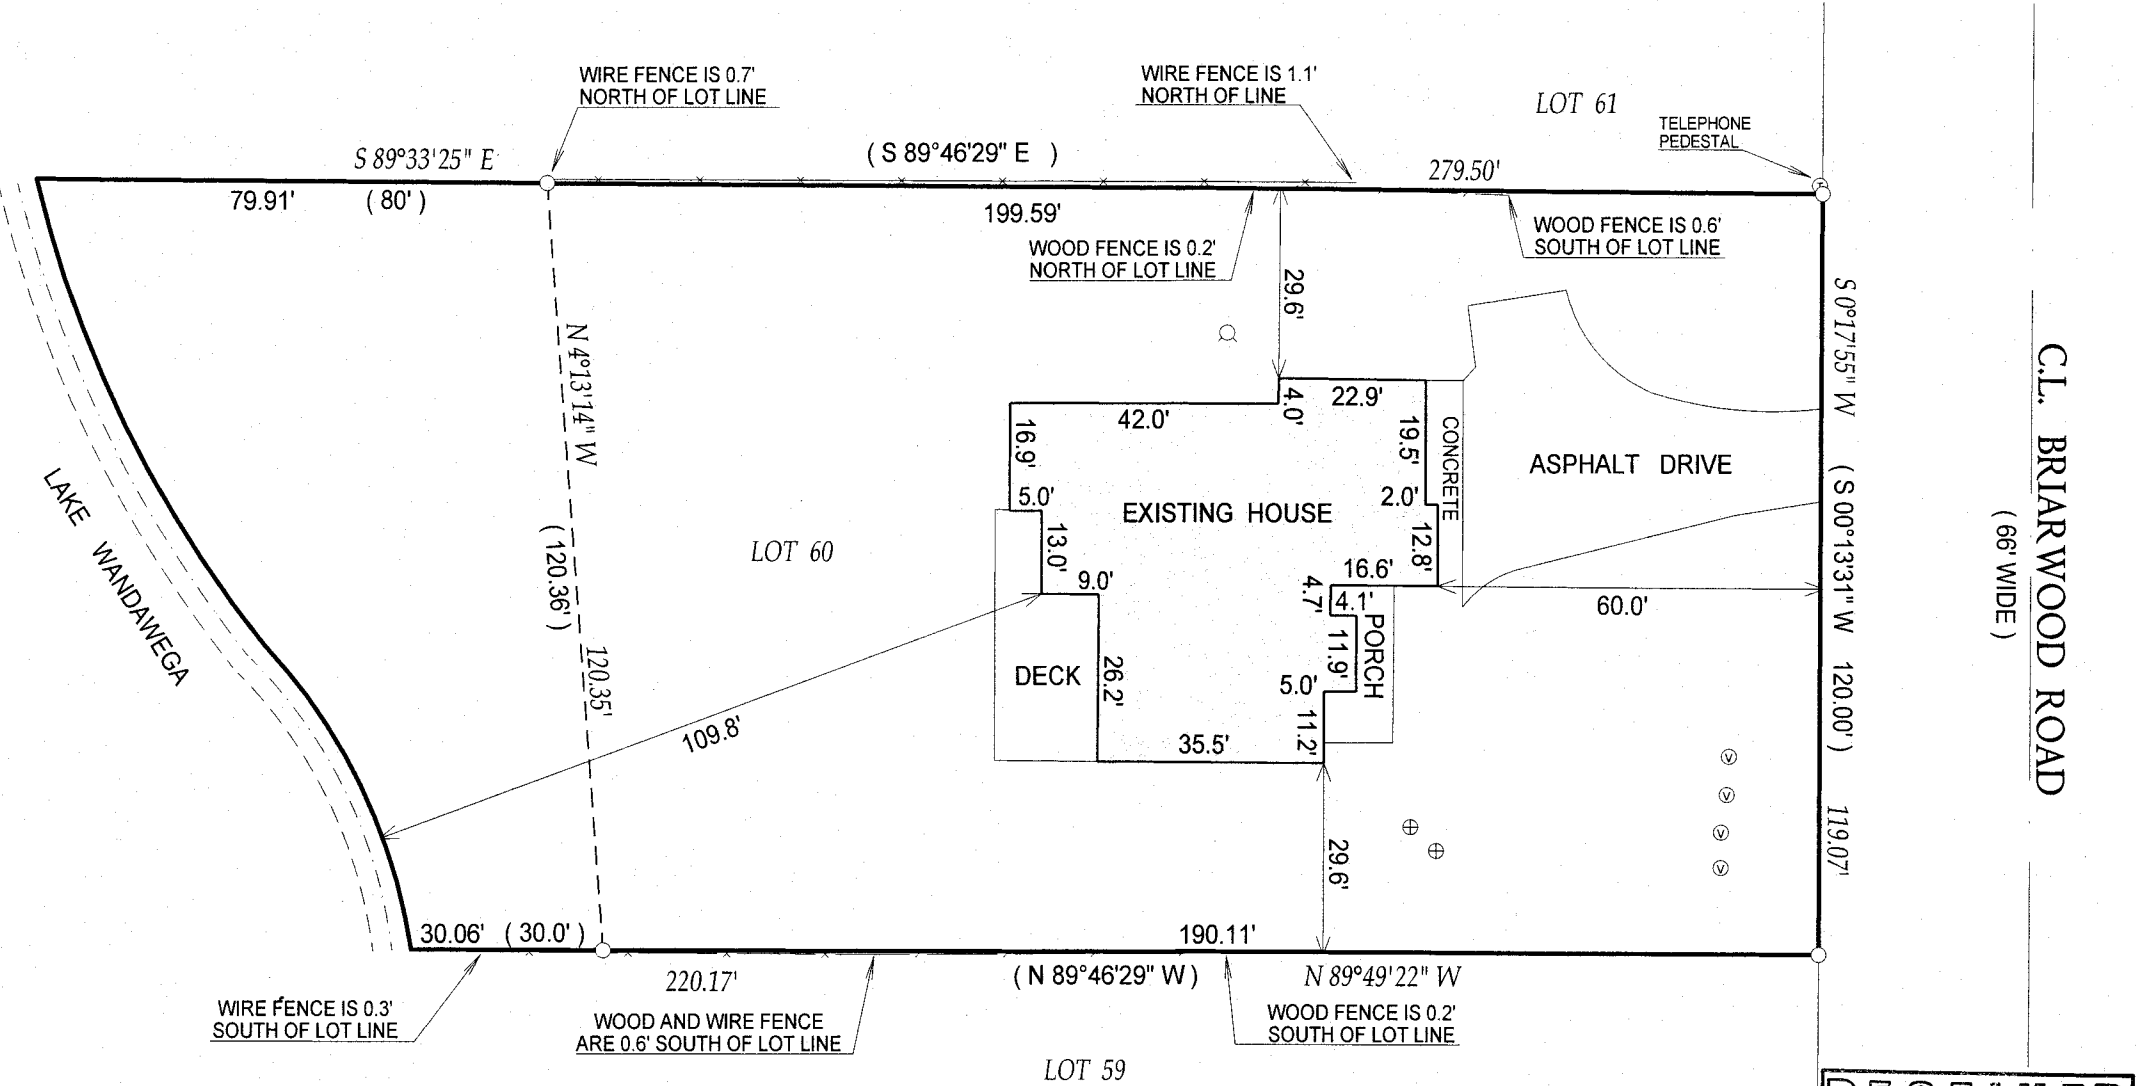 WIRE FENCE IS 0.7'
NORTH OF LOT LINE
WIRE FENCE IS 1.1'
NORTH OF LINE
LOT 61
TELEPHONE
PEDESTAL
S 89°33'25" E
( S 89°46'29" E )
279.50'
79.91' ( 80' )
199.59'
WOOD FENCE IS 0.2'
NORTH OF LOT LINE
WOOD FENCE IS 0.6'
SOUTH OF LOT LINE
29.6'
S 0°17'55" W
( S 00°13'31" W 120.00' )
119.07'
C.L. BRIARWOOD ROAD
( 66' WIDE )
N 4°13'14" W
( 120.36' )
120.35'
LAKE WANDAWEGA
LOT 60
42.0'
4.0'
22.9'
19.5'
CONCRETE
ASPHALT DRIVE
16.9'
5.0'
EXISTING HOUSE
2.0'
12.8'
13.0'
9.0'
16.6'
4.7'
4.1'
60.0'
PORCH
11.9'
DECK
26.2'
5.0'
11.2'
35.5'
109.8'
29.6'
V
V
V
V
30.06' ( 30.0' )
190.11'
220.17'
( N 89°46'29" W )
N 89°49'22" W
WIRE FENCE IS 0.3'
SOUTH OF LOT LINE
WOOD AND WIRE FENCE
ARE 0.6' SOUTH OF LOT LINE
WOOD FENCE IS 0.2'
SOUTH OF LOT LINE
LOT 59